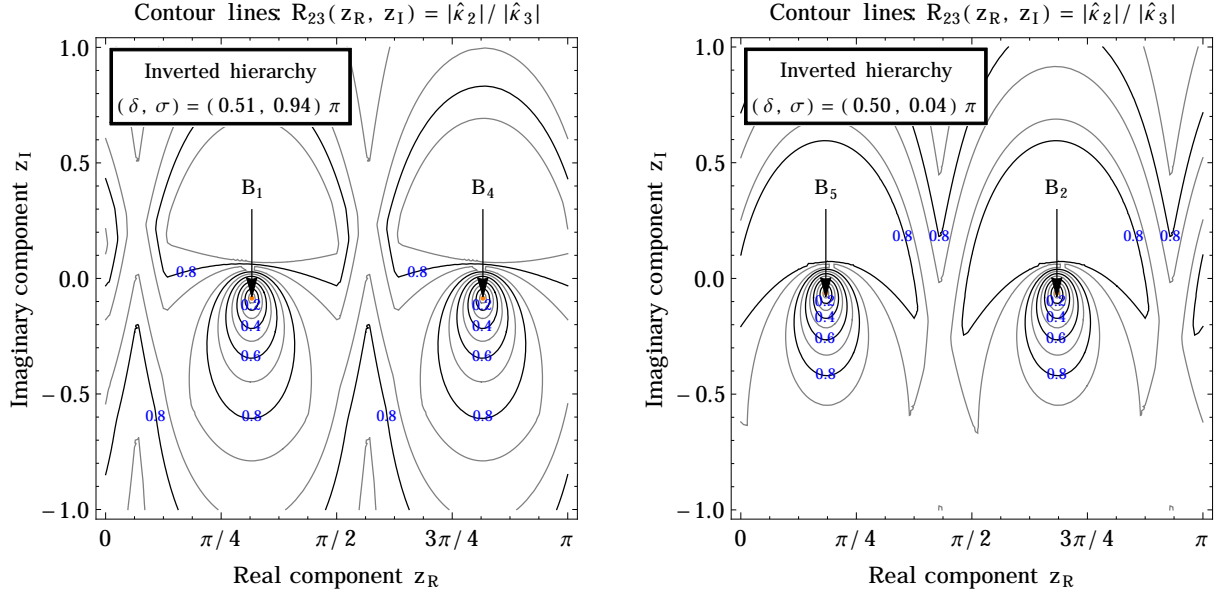 Contour lines: R23(zR, zI) = |κ̂2| / |κ̂3|
1.0
0.5
0.0
−0.5
−1.0
Imaginary component zI
Inverted hierarchy
(δ, σ) = (0.51, 0.94) π
B1
B4
0.8
0.8
0.2
0.4
0.6
0.8
0.2
0.4
0.6
0.8
0.8
0.8
0
π/4
π/2
3π/4
π
Real component zR
Contour lines: R23(zR, zI) = |κ̂2| / |κ̂3|
1.0
0.5
0.0
−0.5
−1.0
Imaginary component zI
Inverted hierarchy
(δ, σ) = (0.50, 0.04) π
B5
B2
0.8
0.8
0.8
0.8
0.2
0.4
0.6
0.8
0.2
0.4
0.6
0.8
0
π/4
π/2
3π/4
π
Real component zR